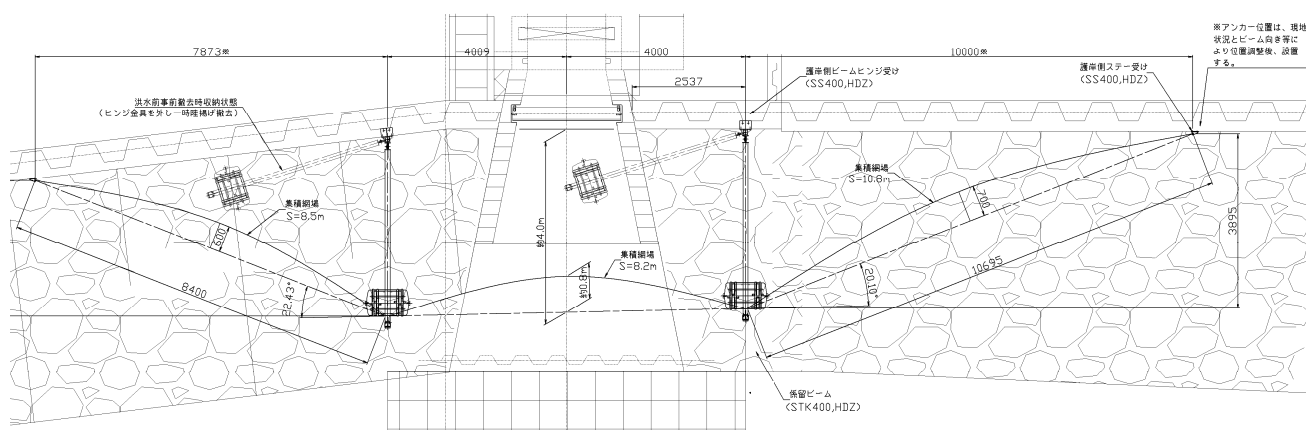 ※アンカー位置は、現地
状況とビーム向き等に
より位置調整後、設置
する。
7873※
4009
4000
10000※
護岸側ビームヒンジ受け
(SS400,HDZ)
護岸側ステー受け
(SS400,HDZ)
2537
洪水前事前撤去時収納状態
(ヒンジ金具を外し一時陸揚げ撤去)
集積網場
S=8.5m
600
8400
22.43°
約4.0m
集積網場
S=8.2m
約0.8m
集積網場
S=10.8m
700
10695
20.10°
3895
係留ビーム
(STK400,HDZ)